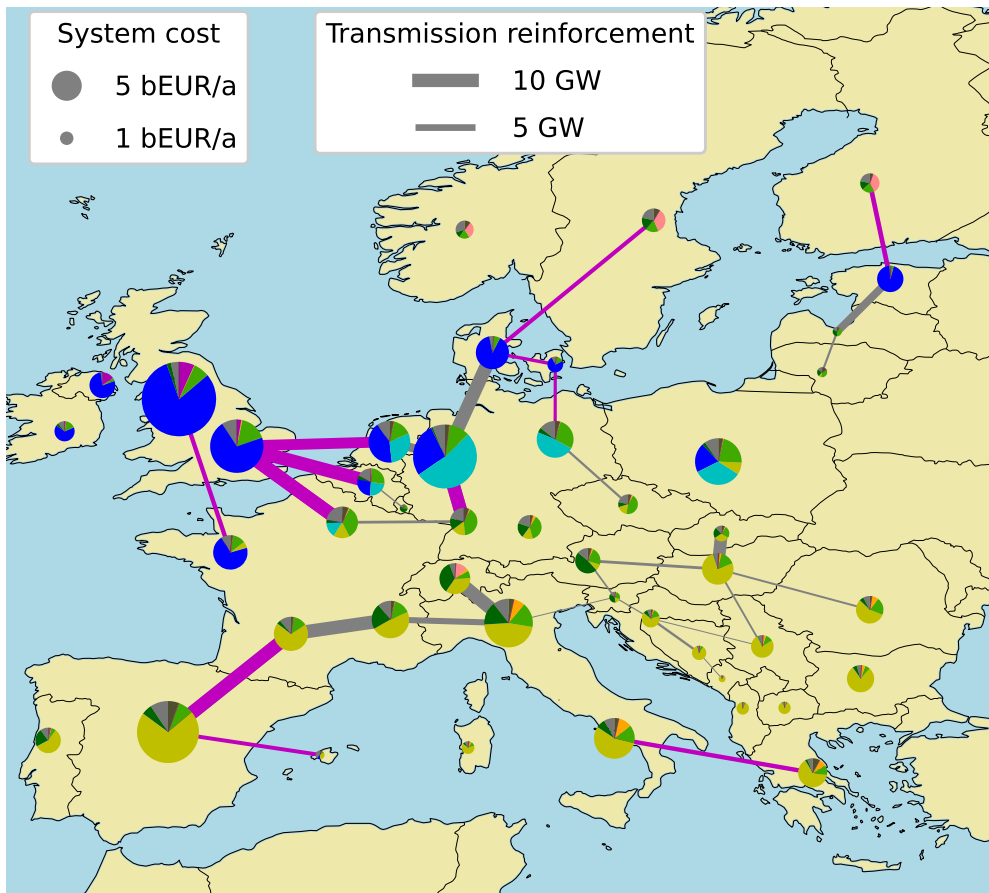 System cost
5 bEUR/a
1 bEUR/a
Transmission reinforcement
10 GW
5 GW